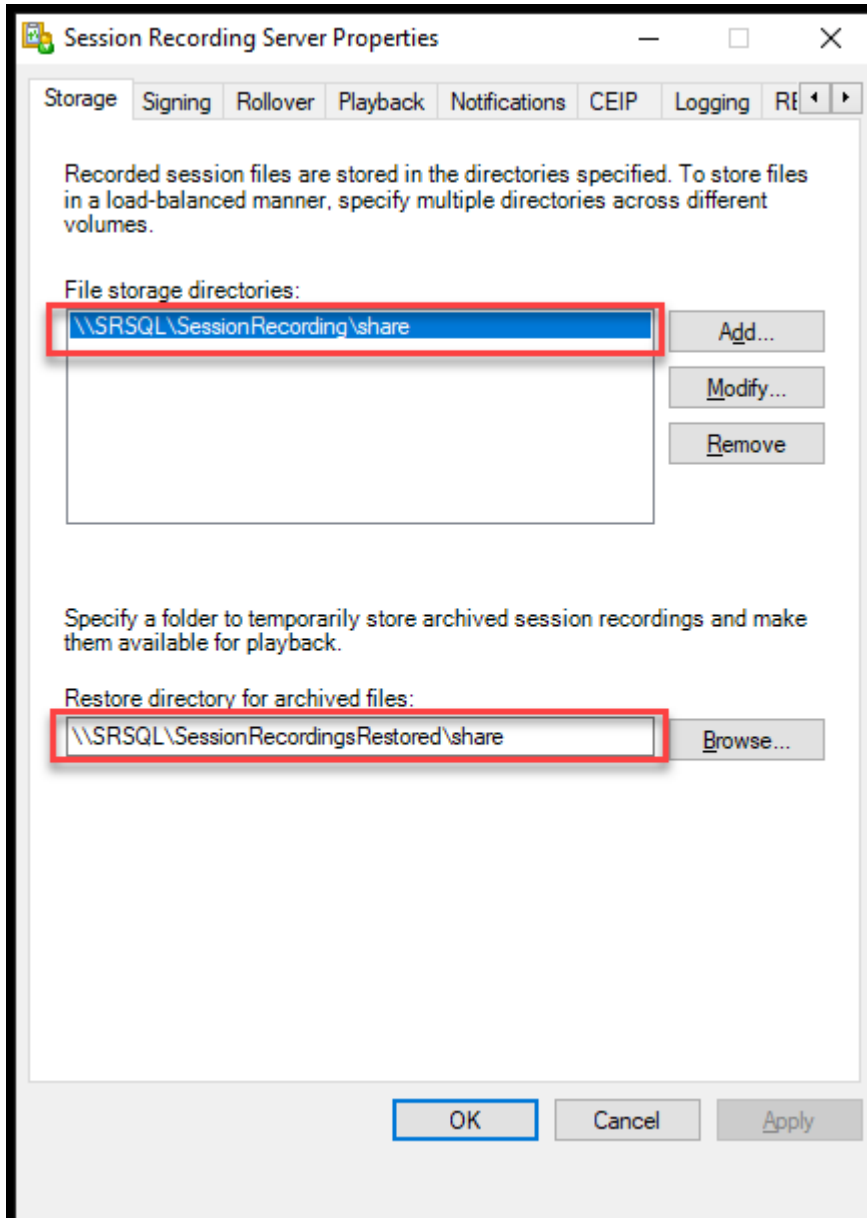 Session Recording Server Properties
Storage Signing Rollover Playback Notifications CEIP Logging
Recorded session files are stored in the directories specified. To store files
in a load-balanced manner, specify multiple directories across different
volumes.
File storage directories:
\\SRSQL\SessionRecording\share
Add...
Modify...
Remove
Specify a folder to temporarily store archived session recordings and make
them available for playback.
Restore directory for archived files:
\\SRSQL\SessionRecordingsRestored\share
Browse...
OK Cancel Apply